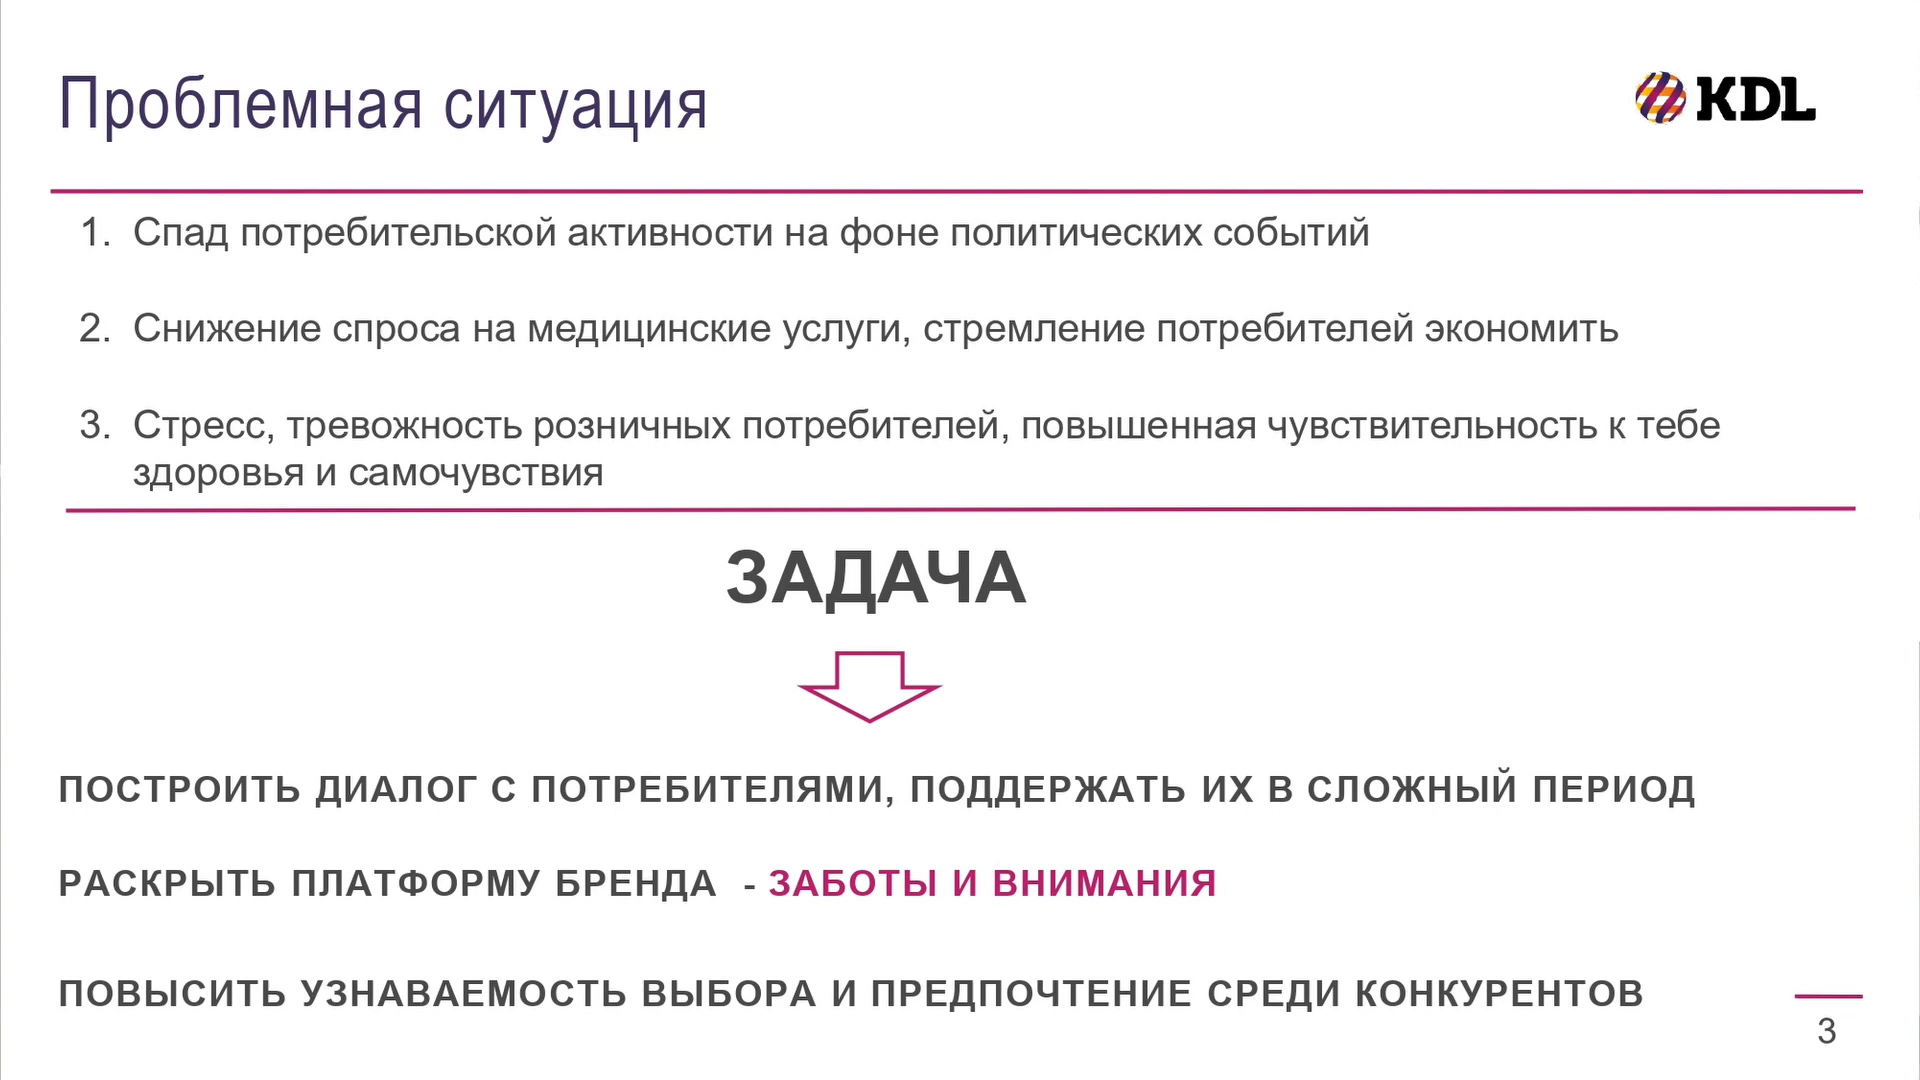 Проблемная ситуация
KDL
1. Спад потребительской активности на фоне политических событий
2. Снижение спроса на медицинские услуги, стремление потребителей экономить
3. Стресс, тревожность розничных потребителей, повышенная чувствительность к тебе
здоровья и самочувствия
ЗАДАЧА
ПОСТРОИТЬ ДИАЛОГ С ПОТРЕБИТЕЛЯМИ, ПОДДЕРЖАТЬ ИХ В СЛОЖНЫЙ ПЕРИОД
РАСКРЫТЬ ПЛАТФОРМУ БРЕНДА - ЗАБОТЫ И ВНИМАНИЯ
ПОВЫСИТЬ УЗНАВАЕМОСТЬ ВЫБОРА И ПРЕДПОЧТЕНИЕ СРЕДИ КОНКУРЕНТОВ
3